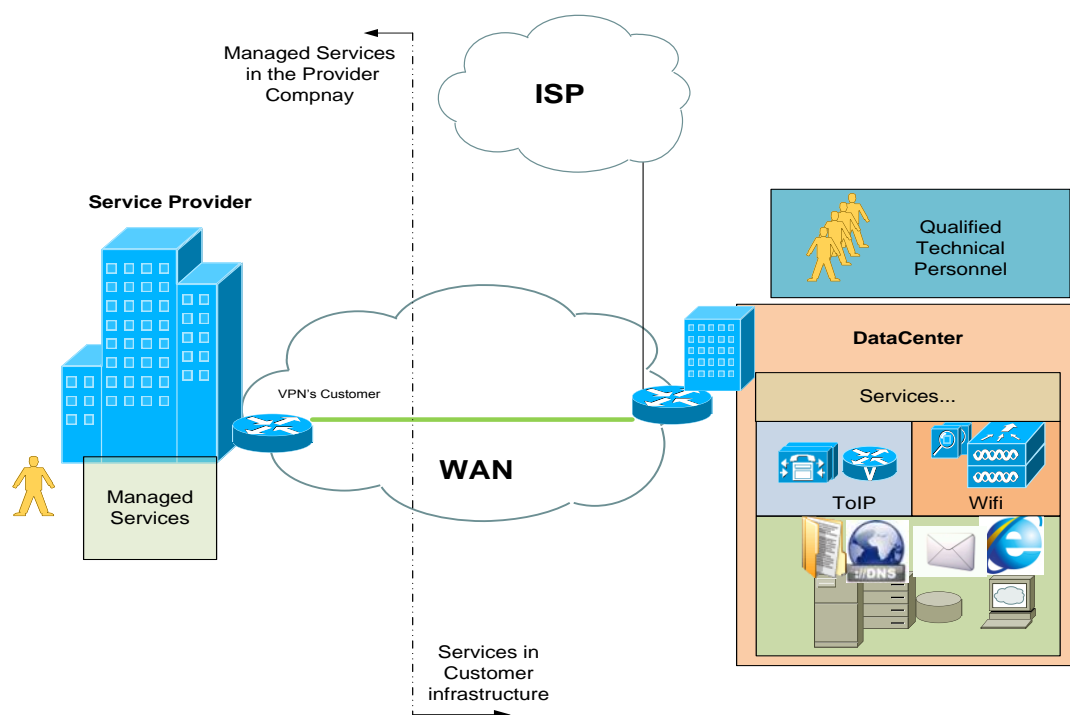 Managed Services
in the Provider
Compnay
ISP
Service Provider
Qualified
Technical
Personnel
DataCenter
Services...
VPN's Customer
WAN
Managed
Services
V
ToIP
Wifi
://DNS
Services in
Customer
infrastructure